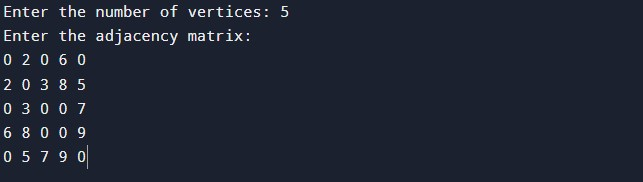 Enter the number of vertices: 5
Enter the adjacency matrix:
0 2 0 6 0
2 0 3 8 5
0 3 0 0 7
6 8 0 0 9
0 5 7 9 0